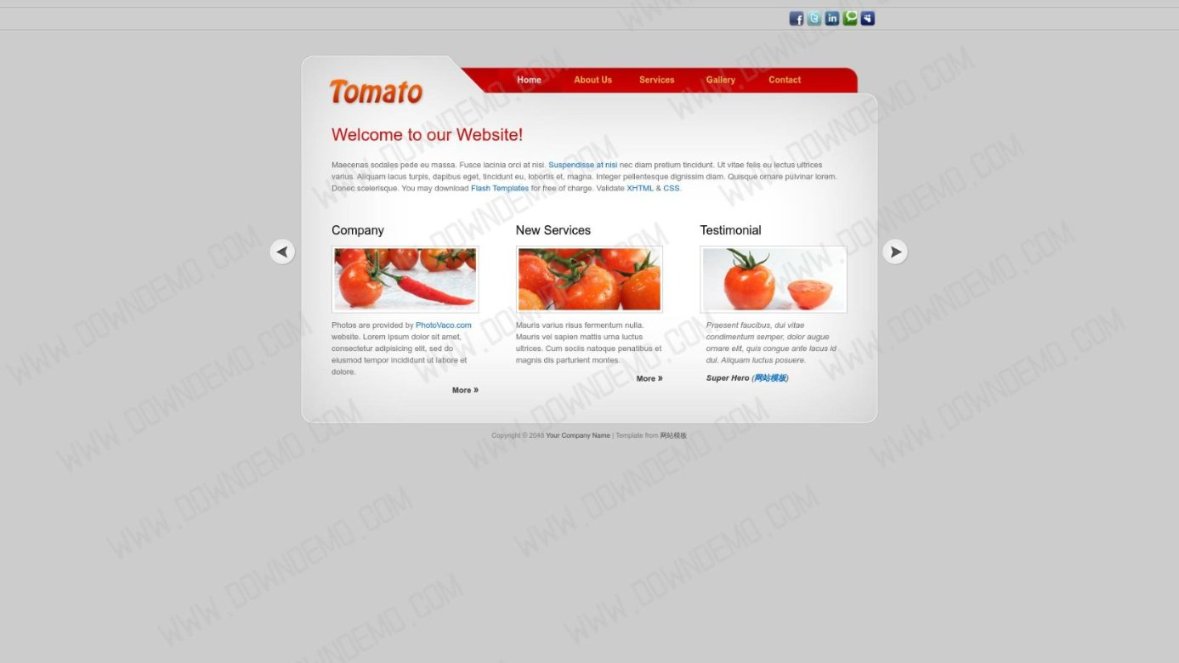 Tomato
Home About Us Services Gallery Contact
Welcome to our Website!
Maecenas sodales pede eu massa. Fusce lacinia orci at nisi. Suspendisse at nisi nec diam pretium tincidunt. Ut vitae felis eu lectus ultrices
varius. Aliquam lacus turpis, dapibus eget, tincidunt eu, lobortis et, magna. Integer pellentesque dignissim diam. Quisque ornare pulvinar lorem.
Donec scelerisque. You may download Flash Templates for free of charge. Validate XHTML & CSS.
Company
Photos are provided by PhotoVaco.com
website. Lorem ipsum dolor sit amet,
consectetur adipiscing elit, sed do
eiusmod tempor incididunt ut labore et
dolore.
More »
New Services
Mauris varius risus fermentum nulla.
Mauris vel sapien mattis urna luctus
ultrices. Cum sociis natoque penatibus et
magnis dis parturient montes.
More »
Testimonial
Praesent faucibus, dui vitae
condimentum semper, dolor augue
ornare elit, quis congue ante lacus id
dui. Aliquam luctus posuere.
Super Hero (网站模板)
Copyright © 2048 Your Company Name | Template from 网站模板
WWW.DOWNDEMO.COM